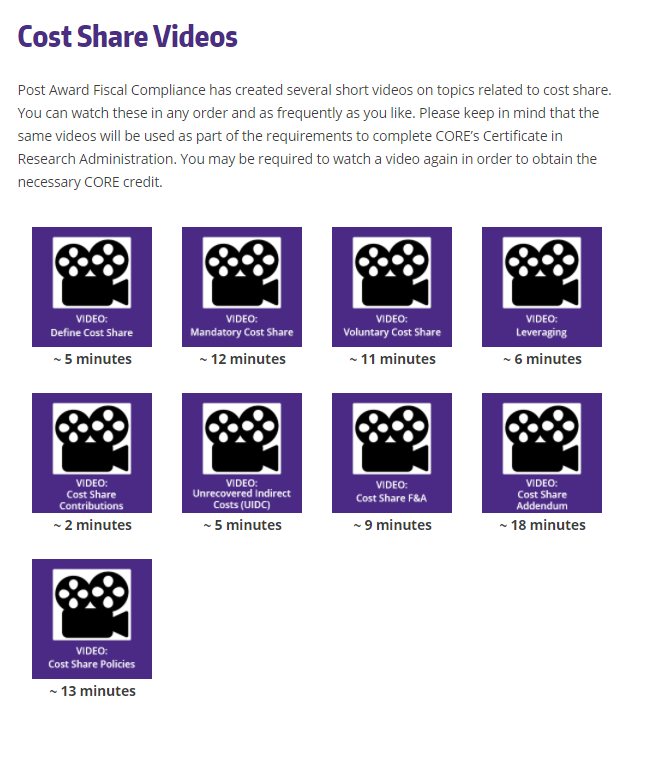 Cost Share Videos
Post Award Fiscal Compliance has created several short videos on topics related to cost share.
You can watch these in any order and as frequently as you like. Please keep in mind that the
same videos will be used as part of the requirements to complete CORE’s Certificate in
Research Administration. You may be required to watch a video again in order to obtain the
necessary CORE credit.
VIDEO:
Define Cost Share
~ 5 minutes
VIDEO:
Mandatory Cost Share
~ 12 minutes
VIDEO:
Voluntary Cost Share
~ 11 minutes
VIDEO:
Leveraging
~ 6 minutes
VIDEO:
Cost Share
Contributions
~ 2 minutes
VIDEO:
Unrecovered Indirect
Costs (UIDC)
~ 5 minutes
VIDEO:
Cost Share F&A
~ 9 minutes
VIDEO:
Cost Share
Addendum
~ 18 minutes
VIDEO:
Cost Share Policies
~ 13 minutes